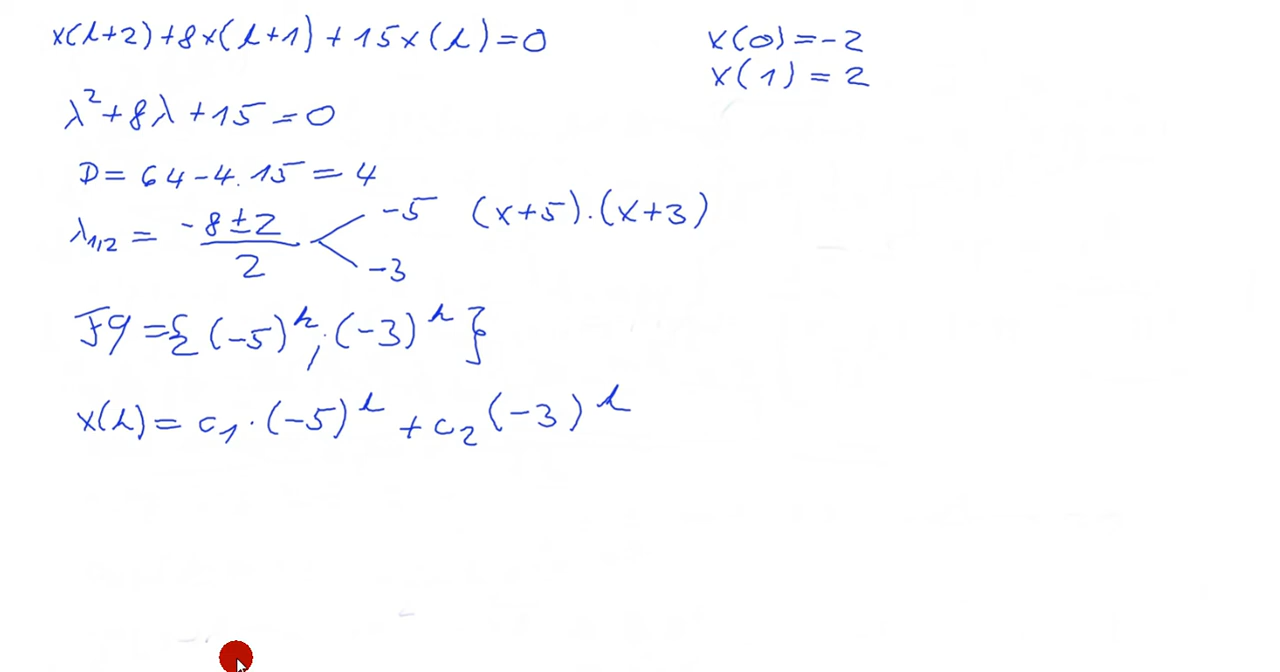 x(k+2)+8x(k+1)+15x(k)=0
x(0)=-2
x(1)=2
λ²+8λ+15=0
D=64-4.15=4
λ₁,₂ = (-8±2)/2 < -5 (x+5).(x+3)
-3
FS={(-5)^k; (-3)^k}
x(k)=c₁·(-5)^k+c₂(-3)^k